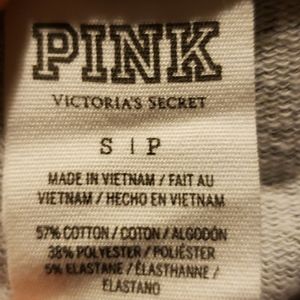 PINK
VICTORIA'S SECRET
S | P
MADE IN VIETNAM / FAIT AU
VIETNAM / HECHO EN VIETNAM
57% COTTON / COTON / ALGODÓN
38% POLYESTER / POLIÉSTER
5% ELASTANE / ÉLASTHANNE /
ELASTANO